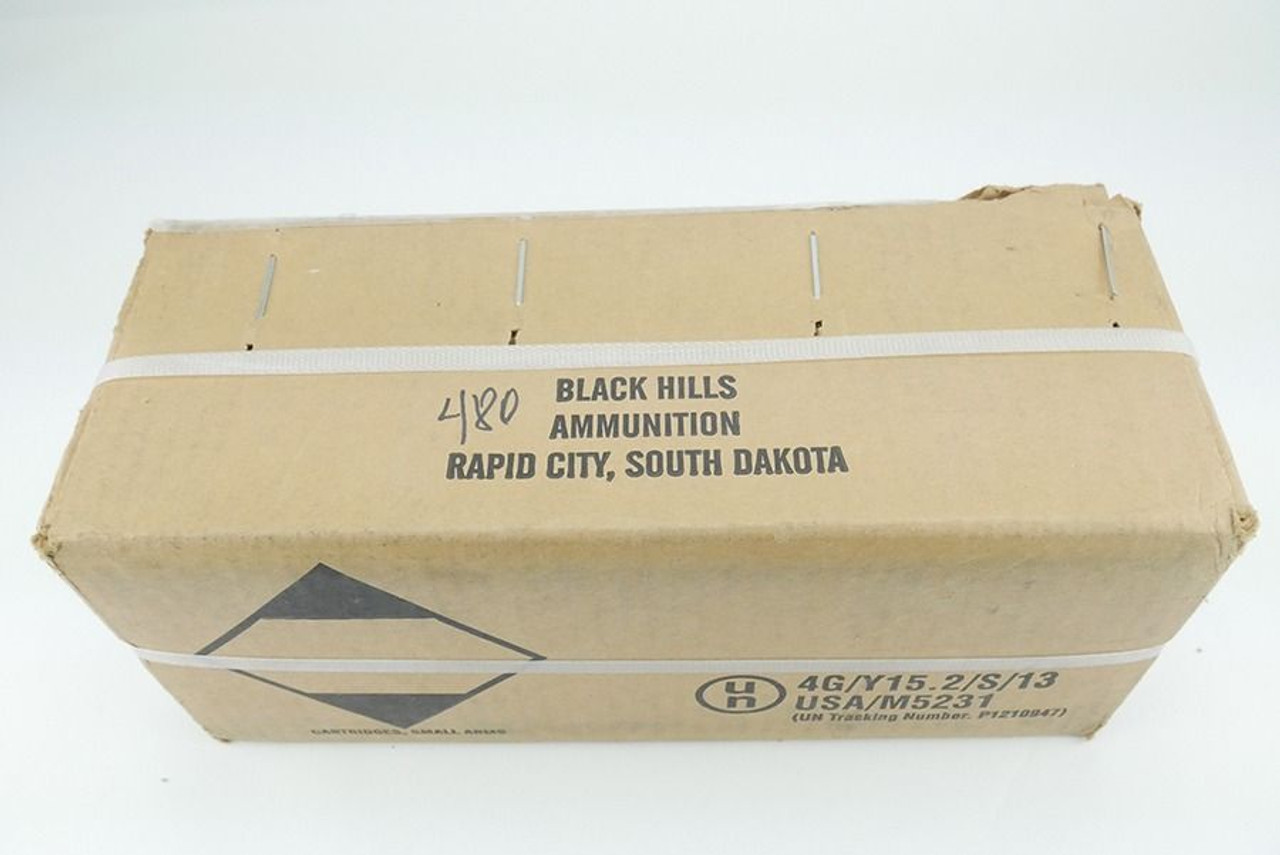 480
BLACK HILLS
AMMUNITION
RAPID CITY, SOUTH DAKOTA
un
4G/Y15.2/S/13
USA/M5231
(UN Tracking Number. P1210947)
CARTRIDGES, SMALL ARMS